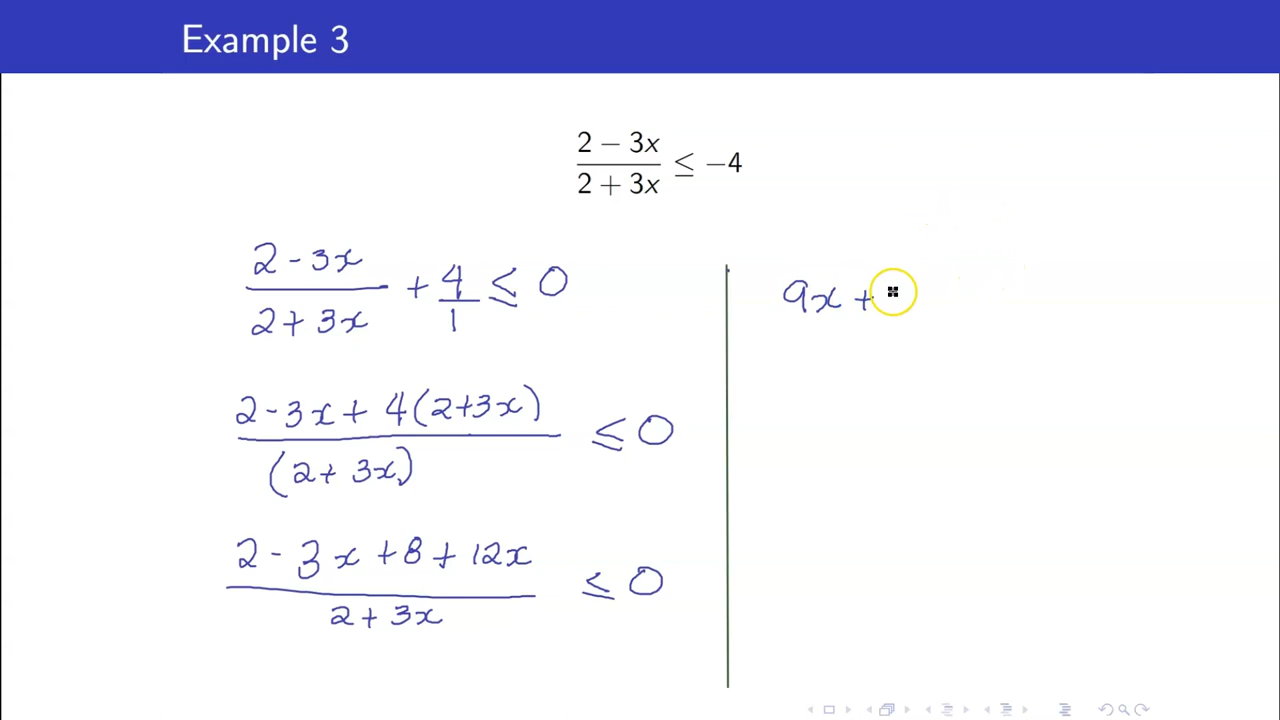 Example 3
(2 − 3x)/(2 + 3x) ≤ −4
(2 - 3x)/(2 + 3x) + 4/1 ≤ 0
(2 - 3x + 4(2+3x))/((2 + 3x)) ≤ 0
(2 - 3x + 8 + 12x)/(2 + 3x) ≤ 0
9x +